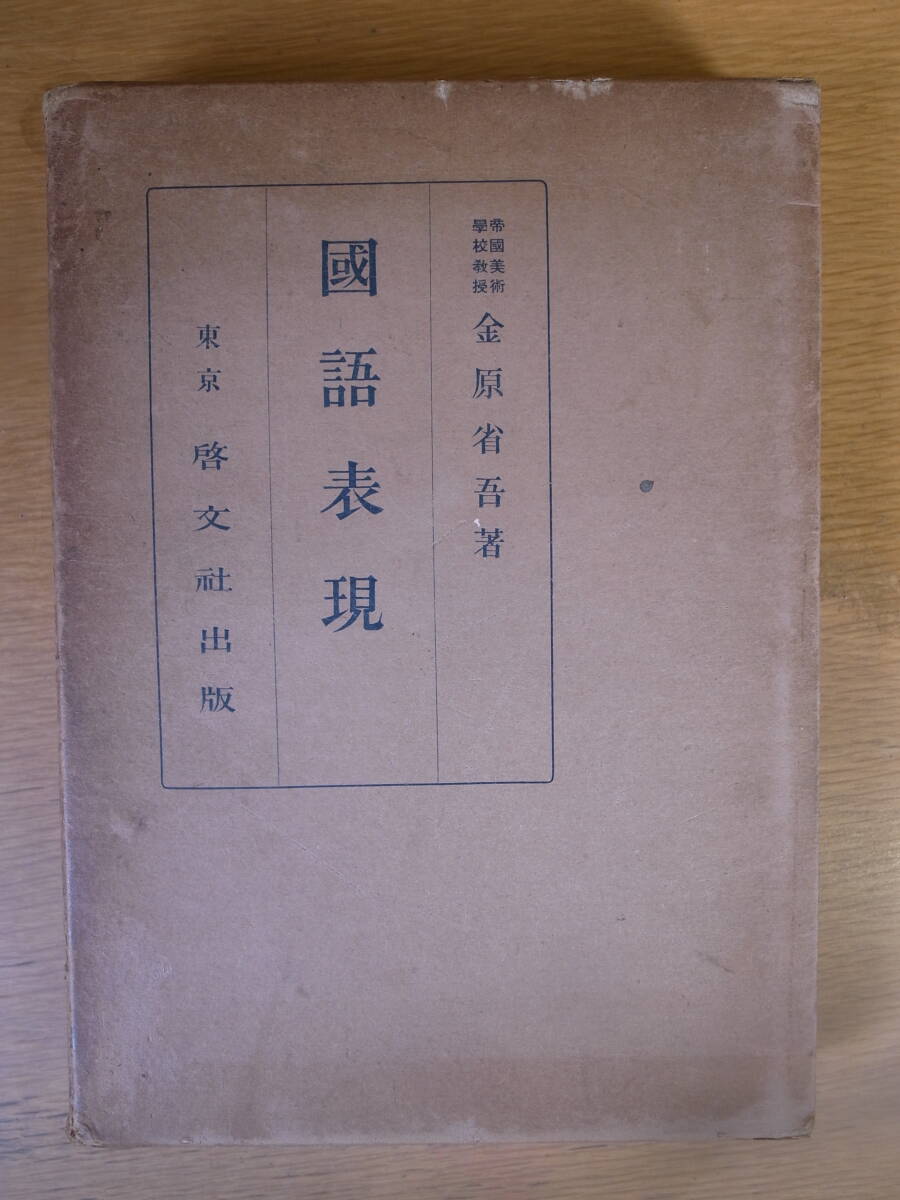 帝國美術
學校教授
金原省吾著
國語表現
東京 啓文社出版